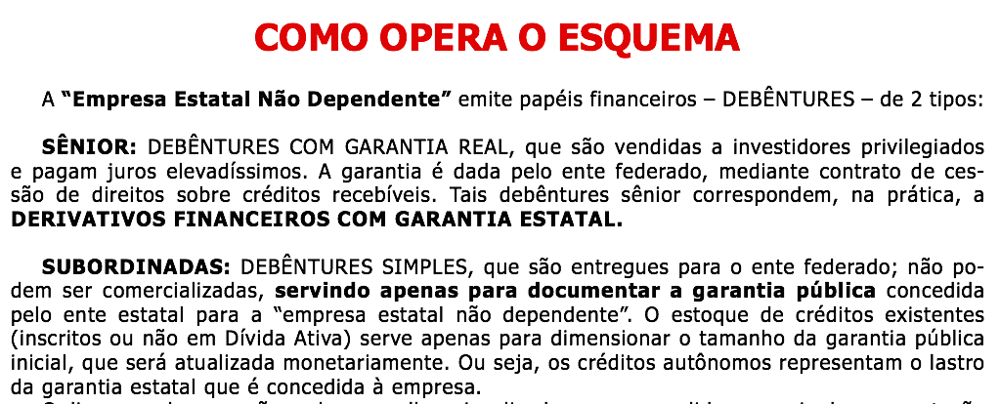 COMO OPERA O ESQUEMA
A “Empresa Estatal Não Dependente” emite papéis financeiros – DEBÊNTURES – de 2 tipos:
SÊNIOR: DEBÊNTURES COM GARANTIA REAL, que são vendidas a investidores privilegiados
e pagam juros elevadíssimos. A garantia é dada pelo ente federado, mediante contrato de ces-
são de direitos sobre créditos recebíveis. Tais debêntures sênior correspondem, na prática, a
DERIVATIVOS FINANCEIROS COM GARANTIA ESTATAL.
SUBORDINADAS: DEBÊNTURES SIMPLES, que são entregues para o ente federado; não po-
dem ser comercializadas, servindo apenas para documentar a garantia pública concedida
pelo ente estatal para a “empresa estatal não dependente”. O estoque de créditos existentes
(inscritos ou não em Dívida Ativa) serve apenas para dimensionar o tamanho da garantia pública
inicial, que será atualizada monetariamente. Ou seja, os créditos autônomos representam o lastro
da garantia estatal que é concedida à empresa.